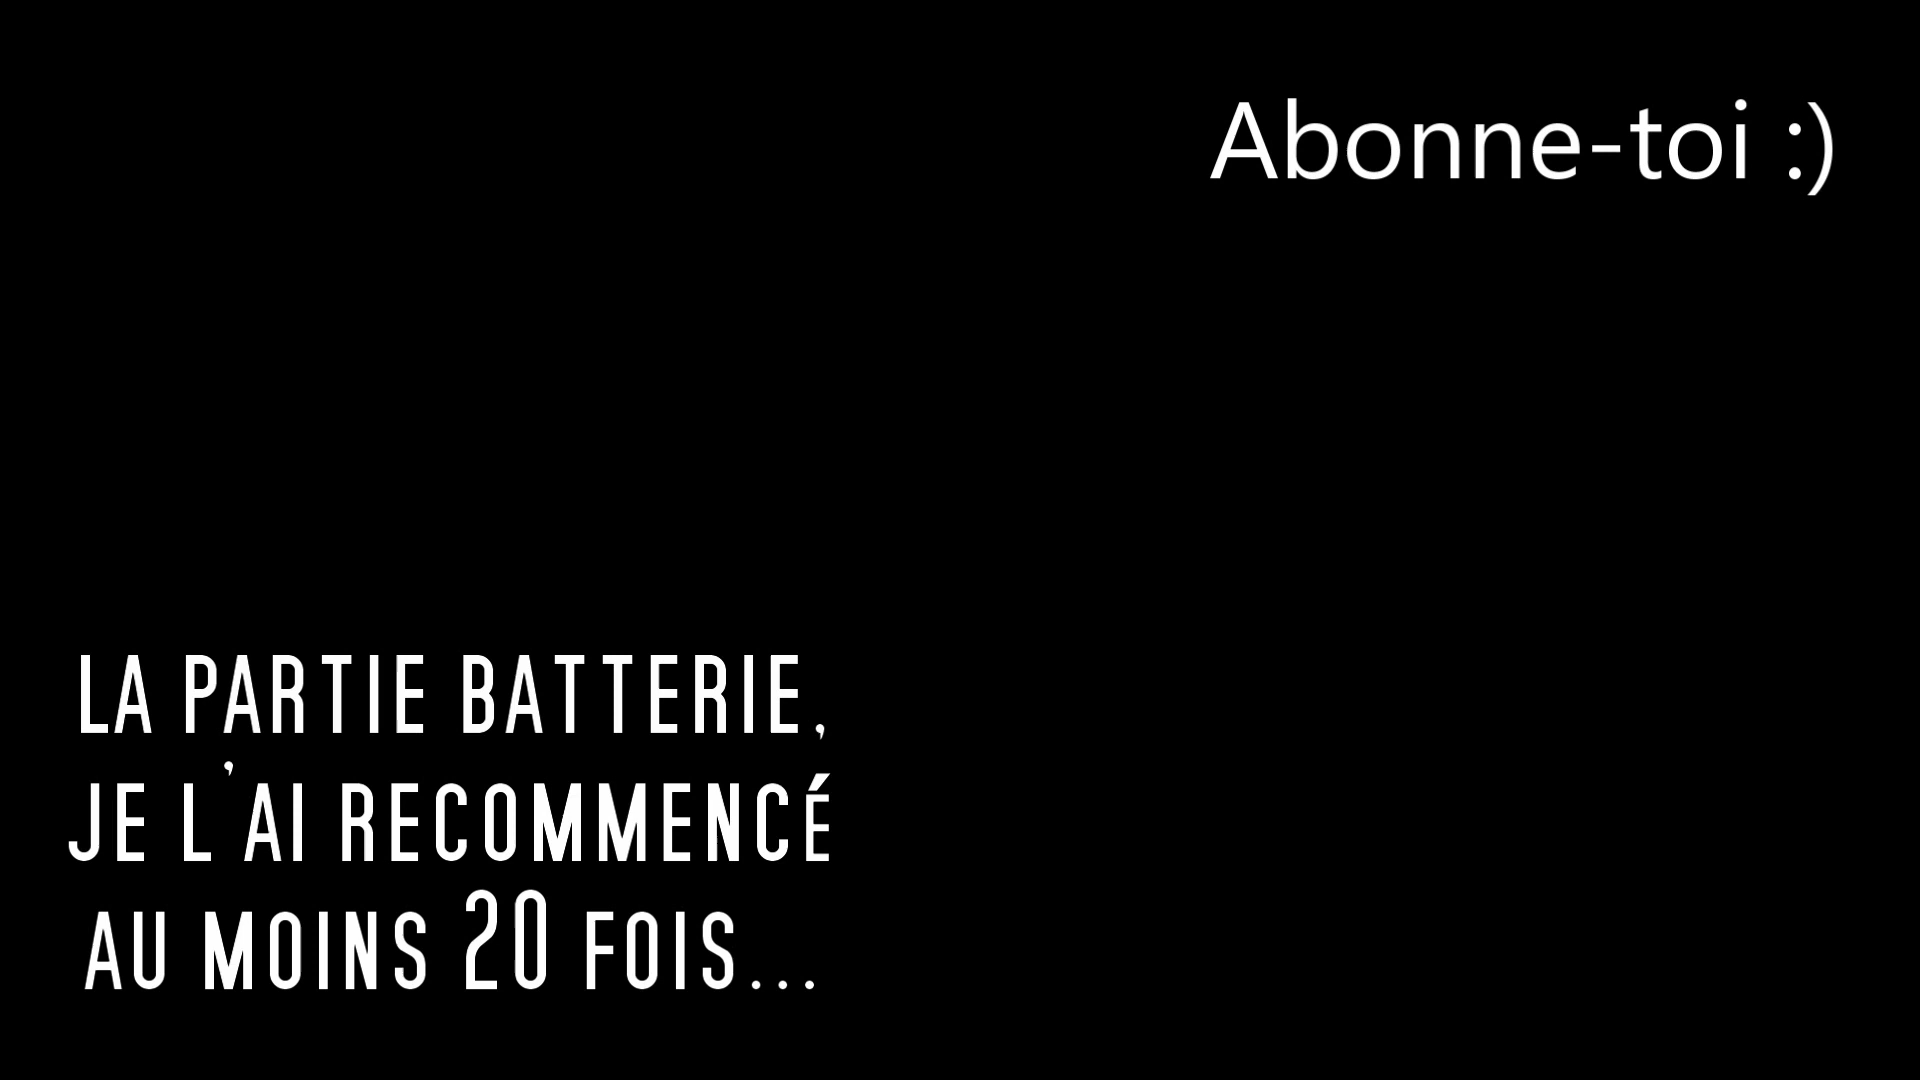 Abonne-toi :)
LA PARTIE BATTERIE,
JE L'AI RECOMMENCÉ
AU MOINS 20 FOIS...